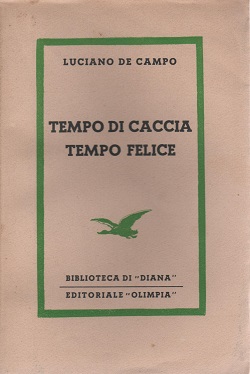 LUCIANO DE CAMPO
TEMPO DI CACCIA
TEMPO FELICE
BIBLIOTECA DI "DIANA"
EDITORIALE "OLIMPIA"